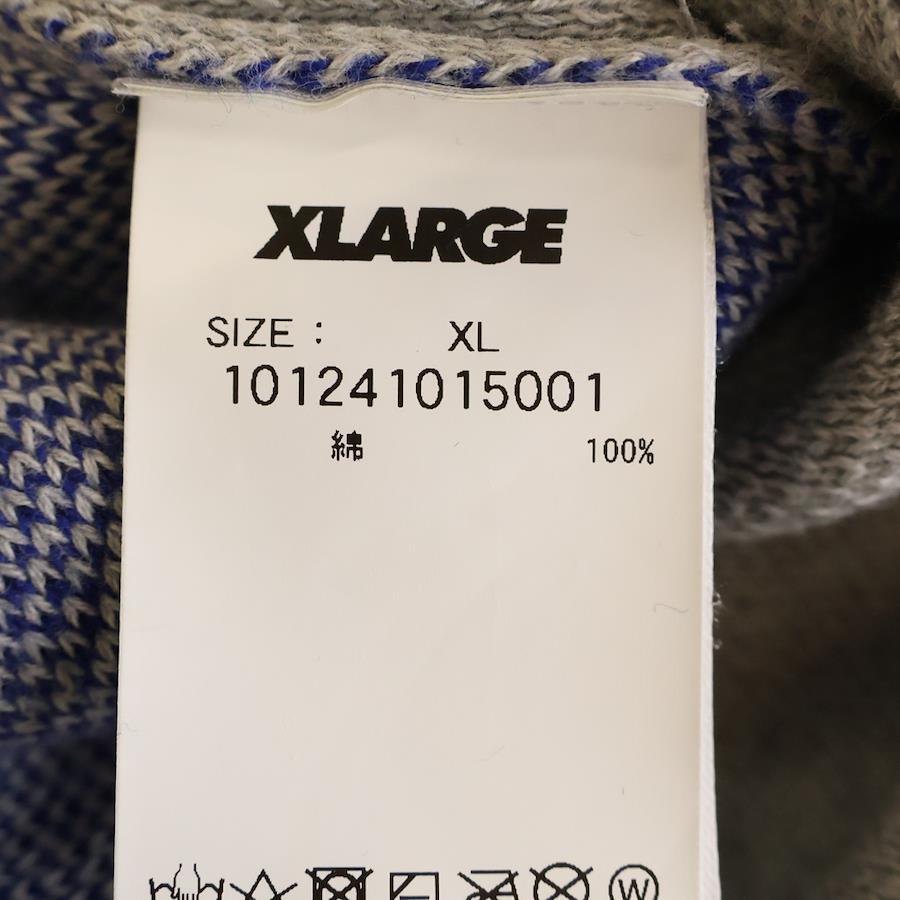 XLARGE
SIZE : XL
101241015001
綿 100%
W